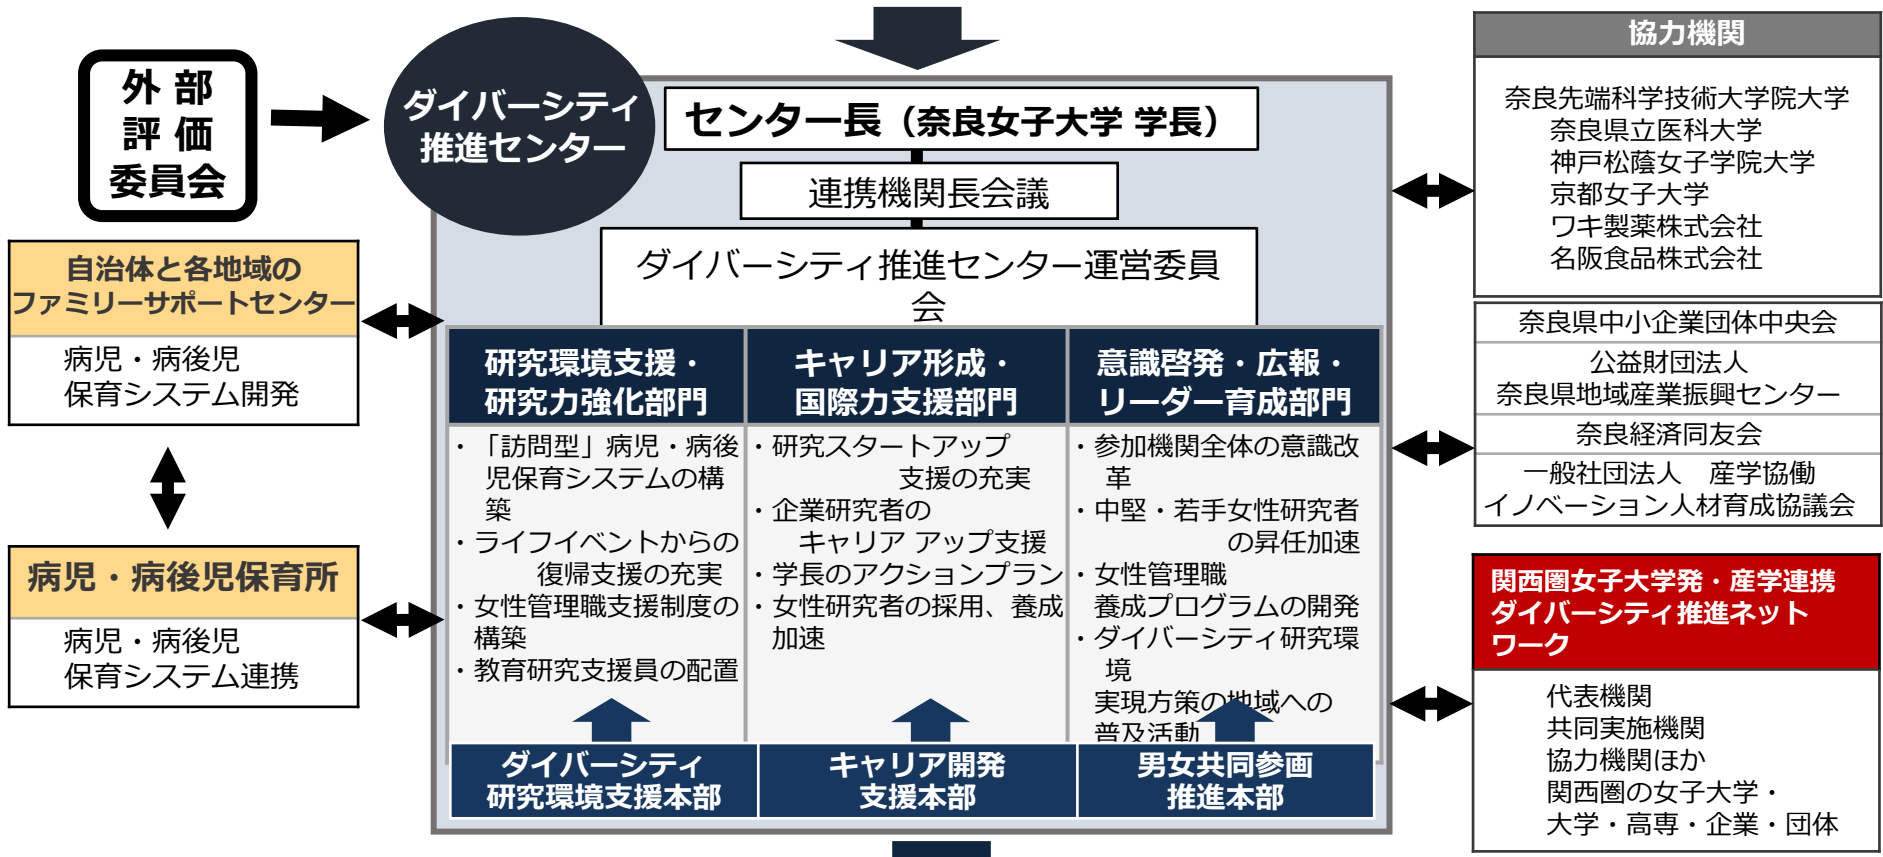 外 部
評 価
委員会
ダイバーシティ
推進センター
センター長（奈良女子大学 学長）
連携機関長会議
ダイバーシティ推進センター運営委員
会
自治体と各地域の
ファミリーサポートセンター
病児・病後児
保育システム開発
病児・病後児保育所
病児・病後児
保育システム連携
研究環境支援・
研究力強化部門
・「訪問型」病児・病後
児保育システムの構
築
・ライフイベントからの
復帰支援の充実
・女性管理職支援制度の
構築
・教育研究支援員の配置
キャリア形成・
国際力支援部門
・研究スタートアップ
支援の充実
・企業研究者の
キャリア アップ支援
・学長のアクションプラン
・女性研究者の採用、養成
加速
意識啓発・広報・
リーダー育成部門
・参加機関全体の意識改
革
・中堅・若手女性研究者
の昇任加速
・女性管理職
養成プログラムの開発
・ダイバーシティ研究環
境
実現方策の地域への
普及活動
ダイバーシティ
研究環境支援本部
キャリア開発
支援本部
男女共同参画
推進本部
協力機関
奈良先端科学技術大学院大学
奈良県立医科大学
神戸松蔭女子学院大学
京都女子大学
ワキ製薬株式会社
名阪食品株式会社
奈良県中小企業団体中央会
公益財団法人
奈良県地域産業振興センター
奈良経済同友会
一般社団法人　産学協働
イノベーション人材育成協議会
関西圏女子大学発・産学連携
ダイバーシティ推進ネット
ワーク
代表機関
共同実施機関
協力機関ほか
関西圏の女子大学・
大学・高専・企業・団体